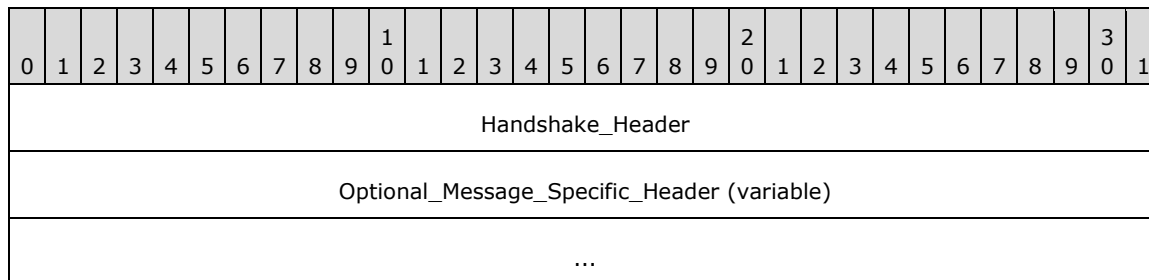 1 2 3
0 1 2 3 4 5 6 7 8 9 0 1 2 3 4 5 6 7 8 9 0 1 2 3 4 5 6 7 8 9 0 1
Handshake_Header
Optional_Message_Specific_Header (variable)
...